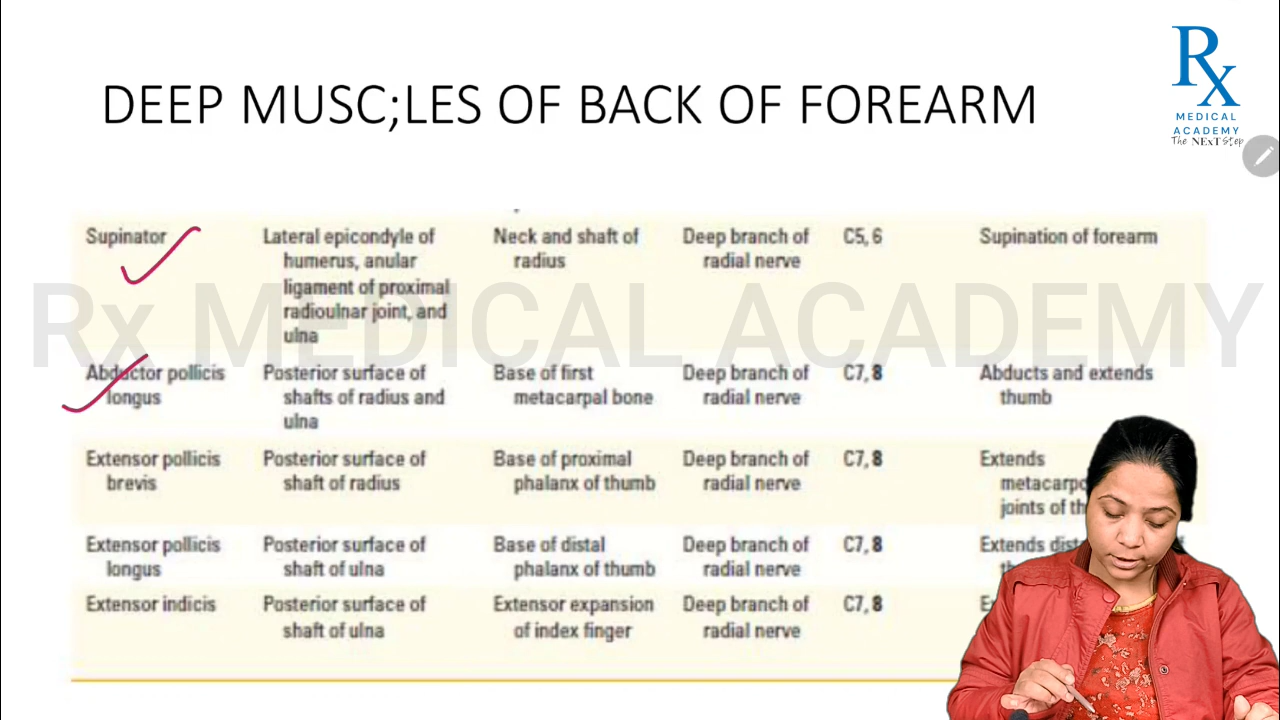 Rx
MEDICAL
ACADEMY
The NExT Step
DEEP MUSC;LES OF BACK OF FOREARM
Supinator
Lateral epicondyle of
humerus, anular
ligament of proximal
radioulnar joint, and
ulna
Neck and shaft of
radius
Deep branch of
radial nerve
C5, 6
Supination of forearm
Rx MEDICAL ACADEMY
Abductor pollicis
longus
Posterior surface of
shafts of radius and
ulna
Base of first
metacarpal bone
Deep branch of
radial nerve
C7, 8
Abducts and extends
thumb
Extensor pollicis
brevis
Posterior surface of
shaft of radius
Base of proximal
phalanx of thumb
Deep branch of
radial nerve
C7, 8
Extends
joints of
Extensor pollicis
longus
Posterior surface of
shaft of ulna
Base of distal
phalanx of thumb
Deep branch of
radial nerve
C7, 8
Extends
Extensor indicis
Posterior surface of
shaft of ulna
Extensor expansion
of index finger
Deep branch of
radial nerve
C7, 8